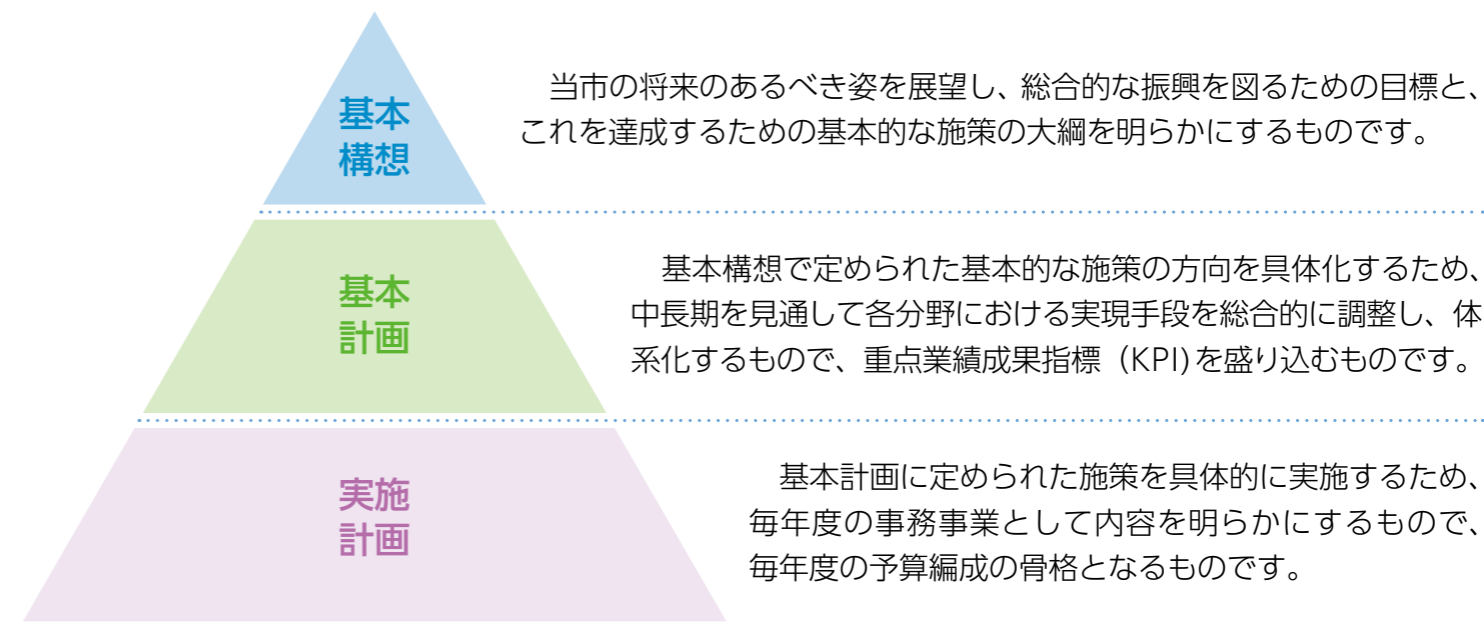 基本
構想
当市の将来のあるべき姿を展望し、総合的な振興を図るための目標と、
これを達成するための基本的な施策の大綱を明らかにするものです。
基本
計画
基本構想で定められた基本的な施策の方向を具体化するため、
中長期を見通して各分野における実現手段を総合的に調整し、体
系化するもので、重点業績成果指標（KPI)を盛り込むものです。
実施
計画
基本計画に定められた施策を具体的に実施するため、
毎年度の事務事業として内容を明らかにするもので、
毎年度の予算編成の骨格となるものです。